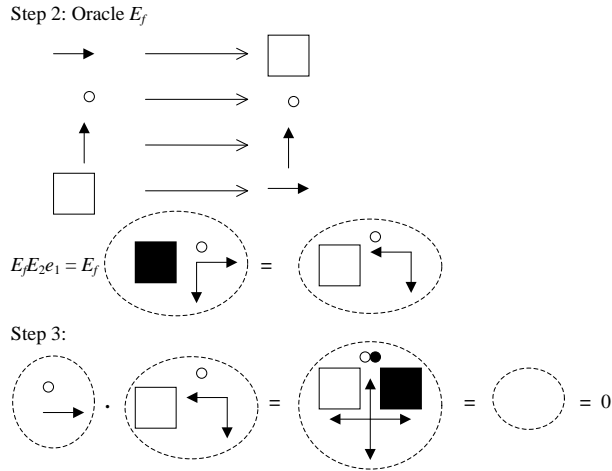 Step 2: Oracle E_f
E_fE_2e_1 = E_f =
Step 3:
· = = = 0